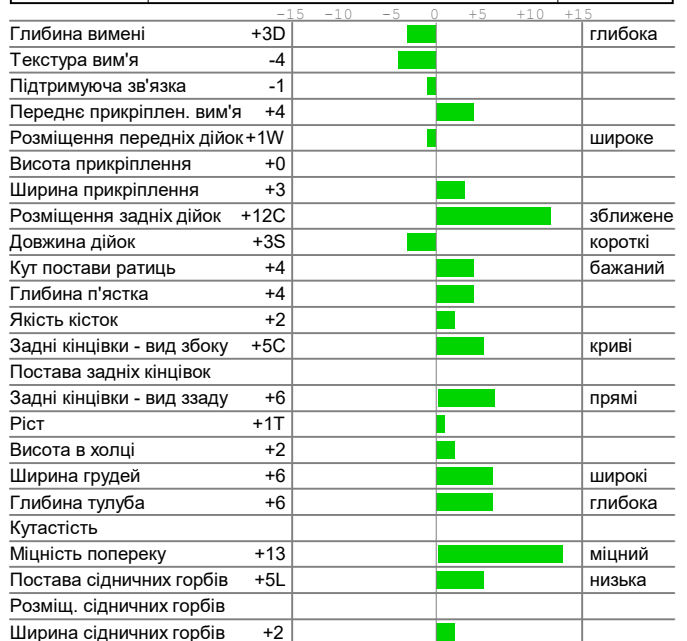 -15 -10 -5 0 +5 +10 +15
Глибина вимені +3D глибока
Текстура вим'я -4
Підтримуюча зв'язка -1
Переднє прикріплен. вим'я +4
Розміщення передніх дійок +1W широке
Висота прикріплення +0
Ширина прикріплення +3
Розміщення задніх дійок +12C зближене
Довжина дійок +3S короткі
Кут постави ратиць +4 бажаний
Глибина п'ястка +4
Якість кісток +2
Задні кінцівки - вид збоку +5C криві
Постава задніх кінцівок
Задні кінцівки - вид ззаду +6 прямі
Ріст +1T
Висота в холці +2
Ширина грудей +6 широкі
Глибина тулуба +6 глибока
Кутастість
Міцність попереку +13 міцний
Постава сідничних горбів +5L низька
Розміщ. сідничних горбів
Ширина сідничних горбів +2